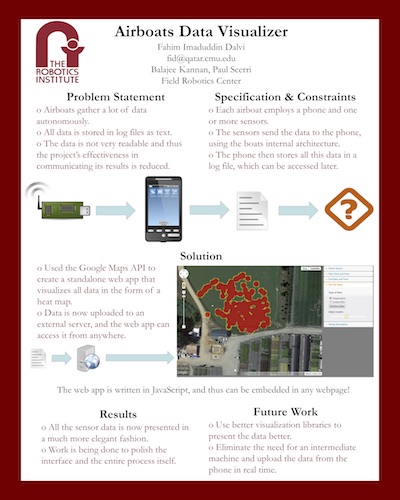 Airboats Data Visualizer
Fahim Imaduddin Dalvi
fid@qatar.cmu.edu
Balajee Kannan, Paul Scerri
Field Robotics Center
THE
ROBOTICS
INSTITUTE
Problem Statement
o Airboats gather a lot of data
autonomously.
o All data is stored in log files as text.
o The data is not very readable and thus
the project's effectiveness in
communicating its results is reduced.
Specification & Constraints
o Each airboat employs a phone and one
or more sensors.
o The sensors send the data to the phone,
using the boats internal architecture.
o The phone then stores all this data in a
log file, which can be accessed later.
?
Solution
o Used the Google Maps API to
create a standalone web app that
visualizes all data in the form of a
heat map.
o Data is now uploaded to an
external server, and the web app can
access it from anywhere.
The web app is written in JavaScript, and thus can be embedded in any webpage!
Results
o All the sensor data is now presented in
a much more elegant fashion.
o Work is being done to polish the
interface and the entire process itself.
Future Work
o Use better visualization libraries to
present the data better.
o Eliminate the need for an intermediate
machine and upload the data from the
phone in real time.